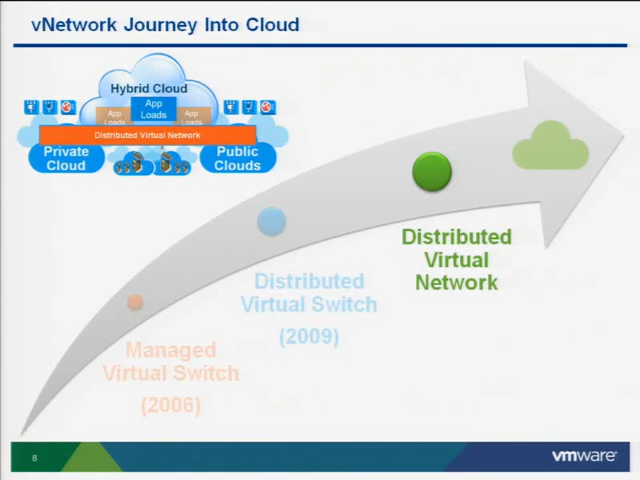 vNetwork Journey Into Cloud
Hybrid Cloud
App
Loads
App
Loads
App
Loads
Distributed Virtual Network
Private
Cloud
Public
Clouds
Distributed
Virtual
Network
Distributed
Virtual Switch
(2009)
Managed
Virtual Switch
(2006)
8
vmware